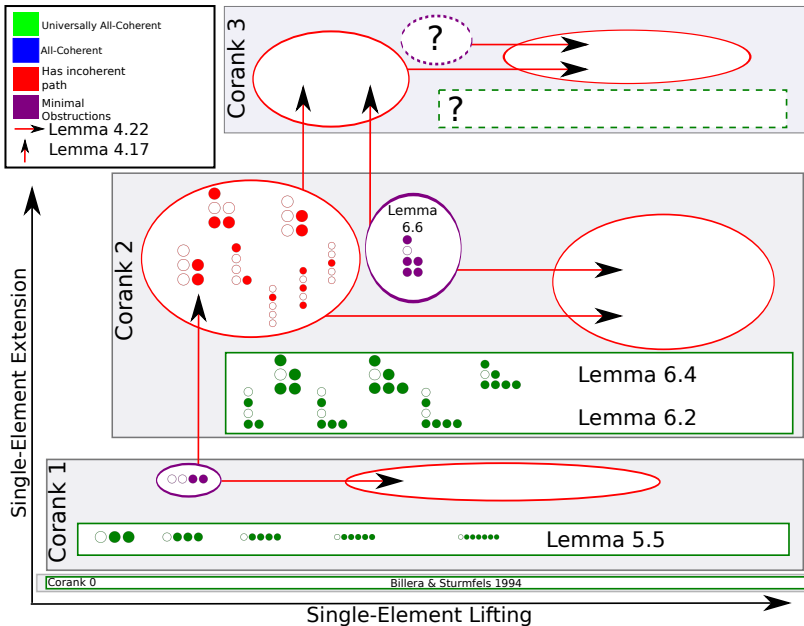 Universally All-Coherent
All-Coherent
Has incoherent
path
Minimal
Obstructions
Lemma 4.22
Lemma 4.17
Corank 3
?
?
Corank 2
Lemma
6.6
Lemma 6.4
Lemma 6.2
Corank 1
Lemma 5.5
Corank 0
Billera & Sturmfels 1994
Single-Element Extension
Single-Element Lifting